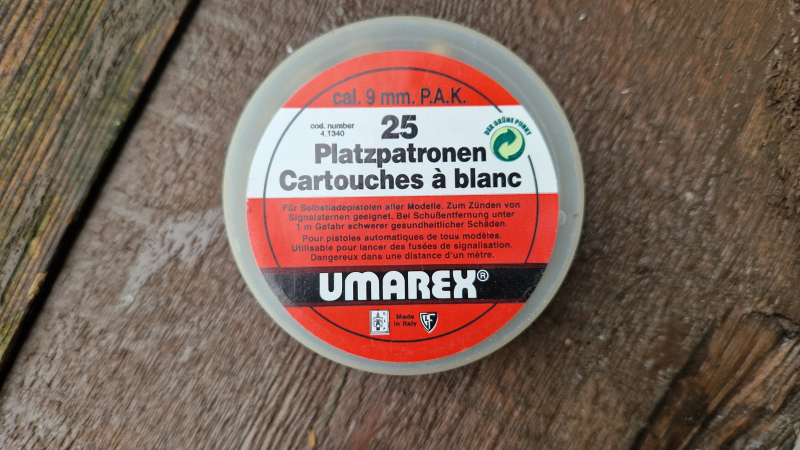 cal. 9 mm. P.A.K.
cod. number
4.1340
25
DER GRÜNE PUNKT
Platzpatronen
Cartouches à blanc
Für Selbstladepistolen aller Modelle. Zum Zünden von
Signalsternen geeignet. Bei Schußentfernung unter
1 m Gefahr schwerer gesundheitlicher Schäden.
Pour pistoles automatiques de tous modèles.
Utilisable pour lancer des fusées de signalisation.
Dangereux dans une distance d'un mètre.
UMAREX®
Made
in Italy